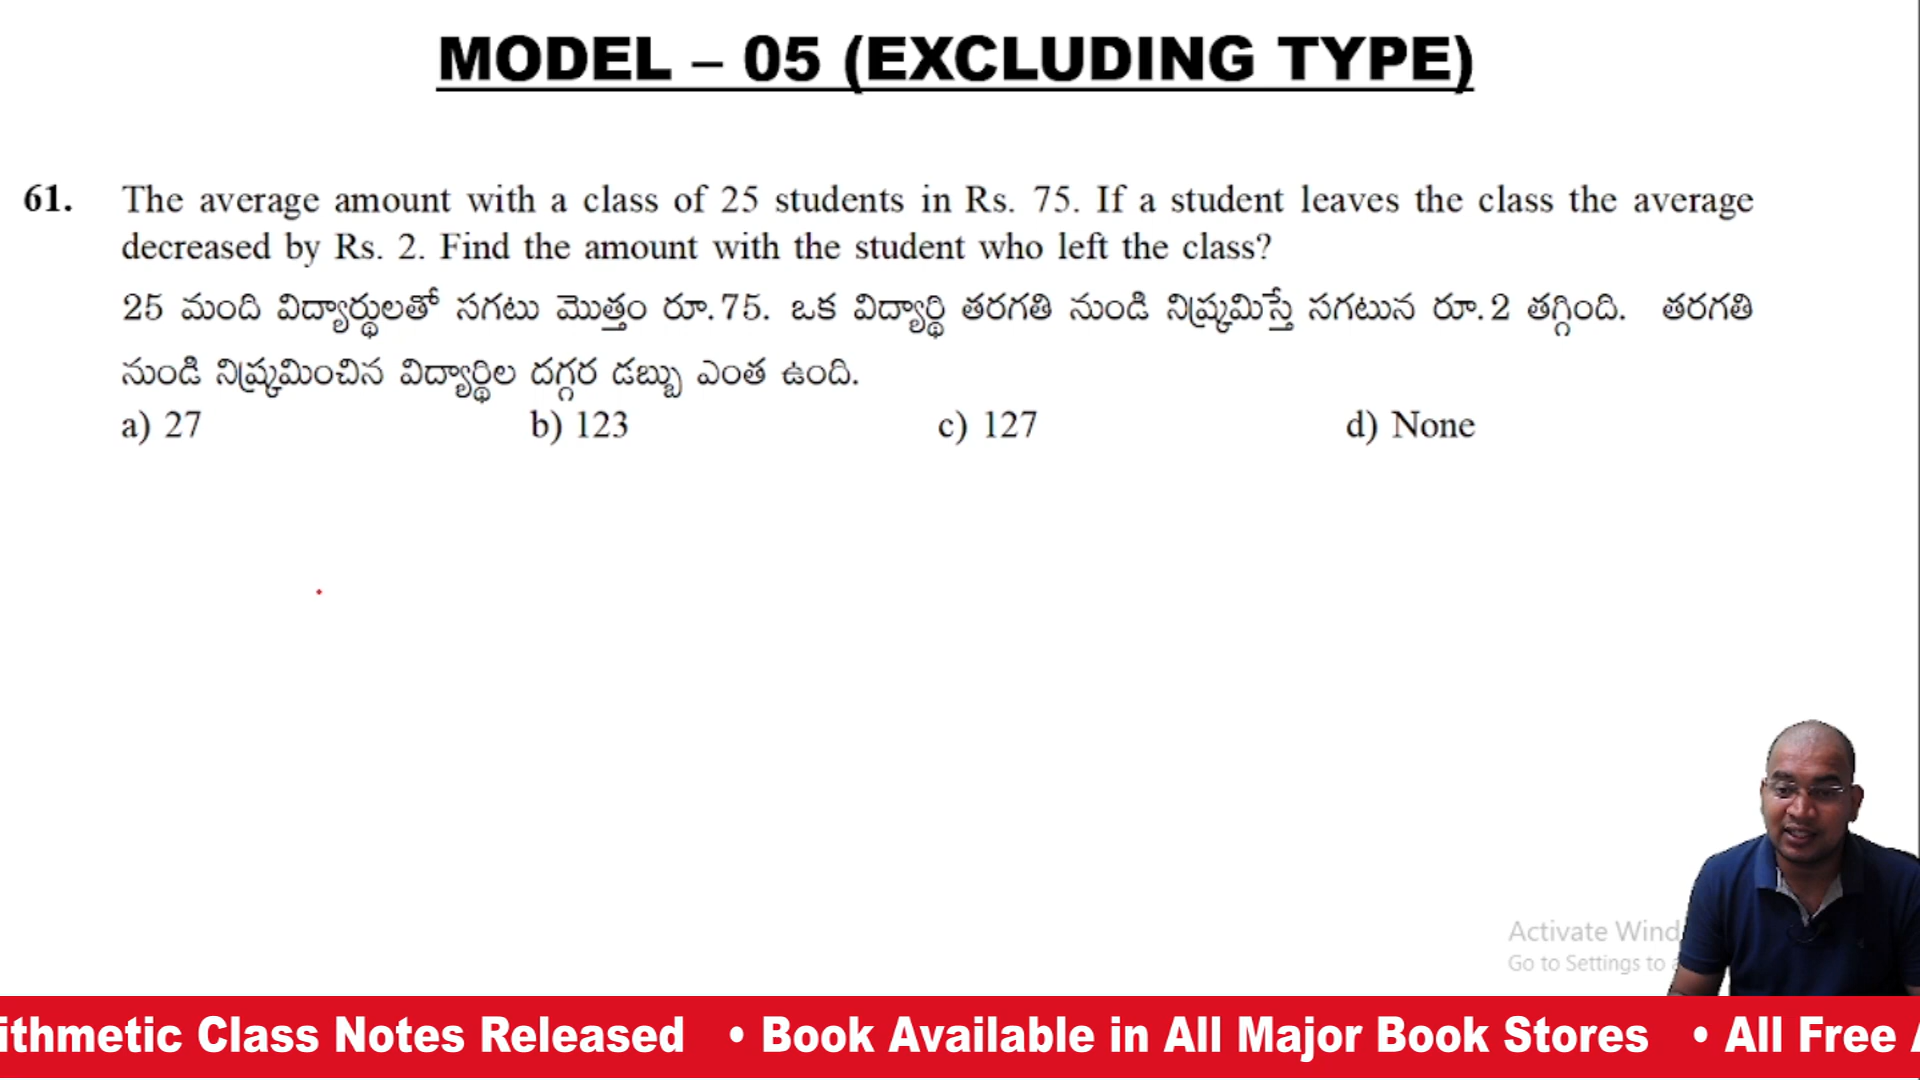 MODEL – 05 (EXCLUDING TYPE)
61. The average amount with a class of 25 students in Rs. 75. If a student leaves the class the average
decreased by Rs. 2. Find the amount with the student who left the class?
25 మంది విద్యార్థులతో సగటు మొత్తం రూ.75. ఒక విద్యార్థి తరగతి నుండి నిష్క్రమిస్తే సగటున రూ.2 తగ్గింది. తరగతి
నుండి నిష్క్రమించిన విద్యార్థిల దగ్గర డబ్బు ఎంత ఉంది.
a) 27 b) 123 c) 127 d) None
Activate Wind
Go to Settings to
ithmetic Class Notes Released • Book Available in All Major Book Stores • All Free